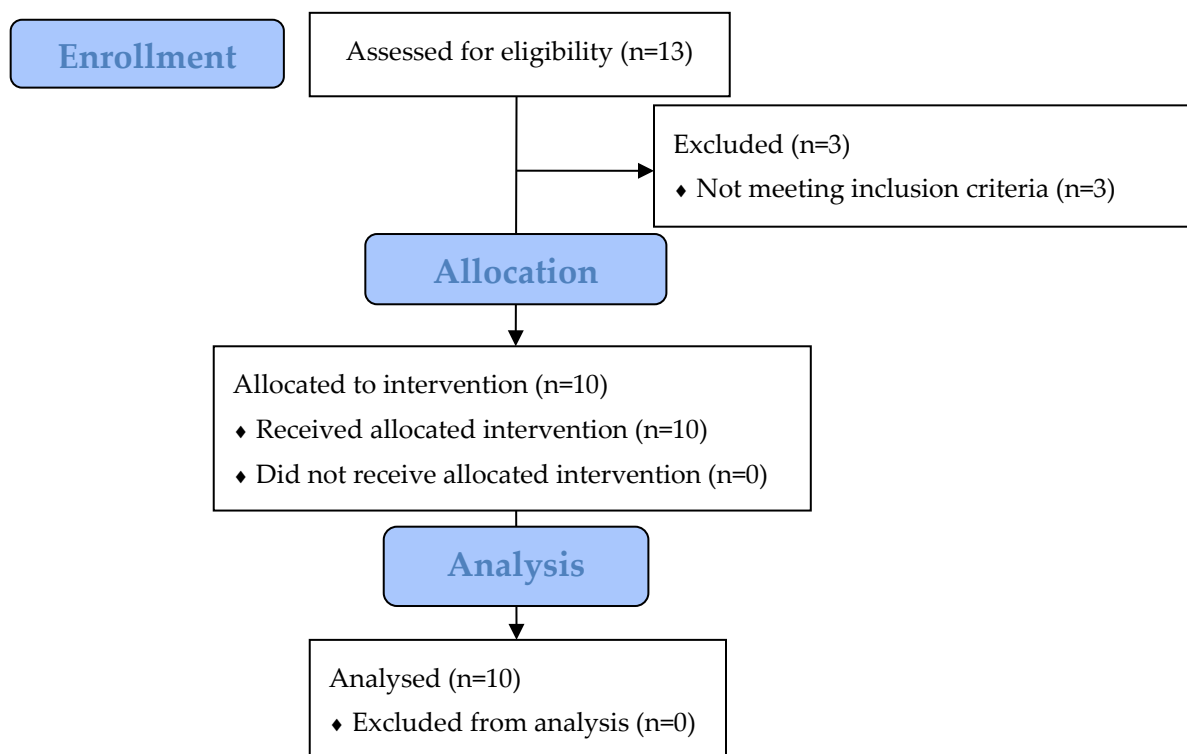 Enrollment
Assessed for eligibility (n=13)
Excluded (n=3)
♦ Not meeting inclusion criteria (n=3)
Allocation
Allocated to intervention (n=10)
♦ Received allocated intervention (n=10)
♦ Did not receive allocated intervention (n=0)
Analysis
Analysed (n=10)
♦ Excluded from analysis (n=0)